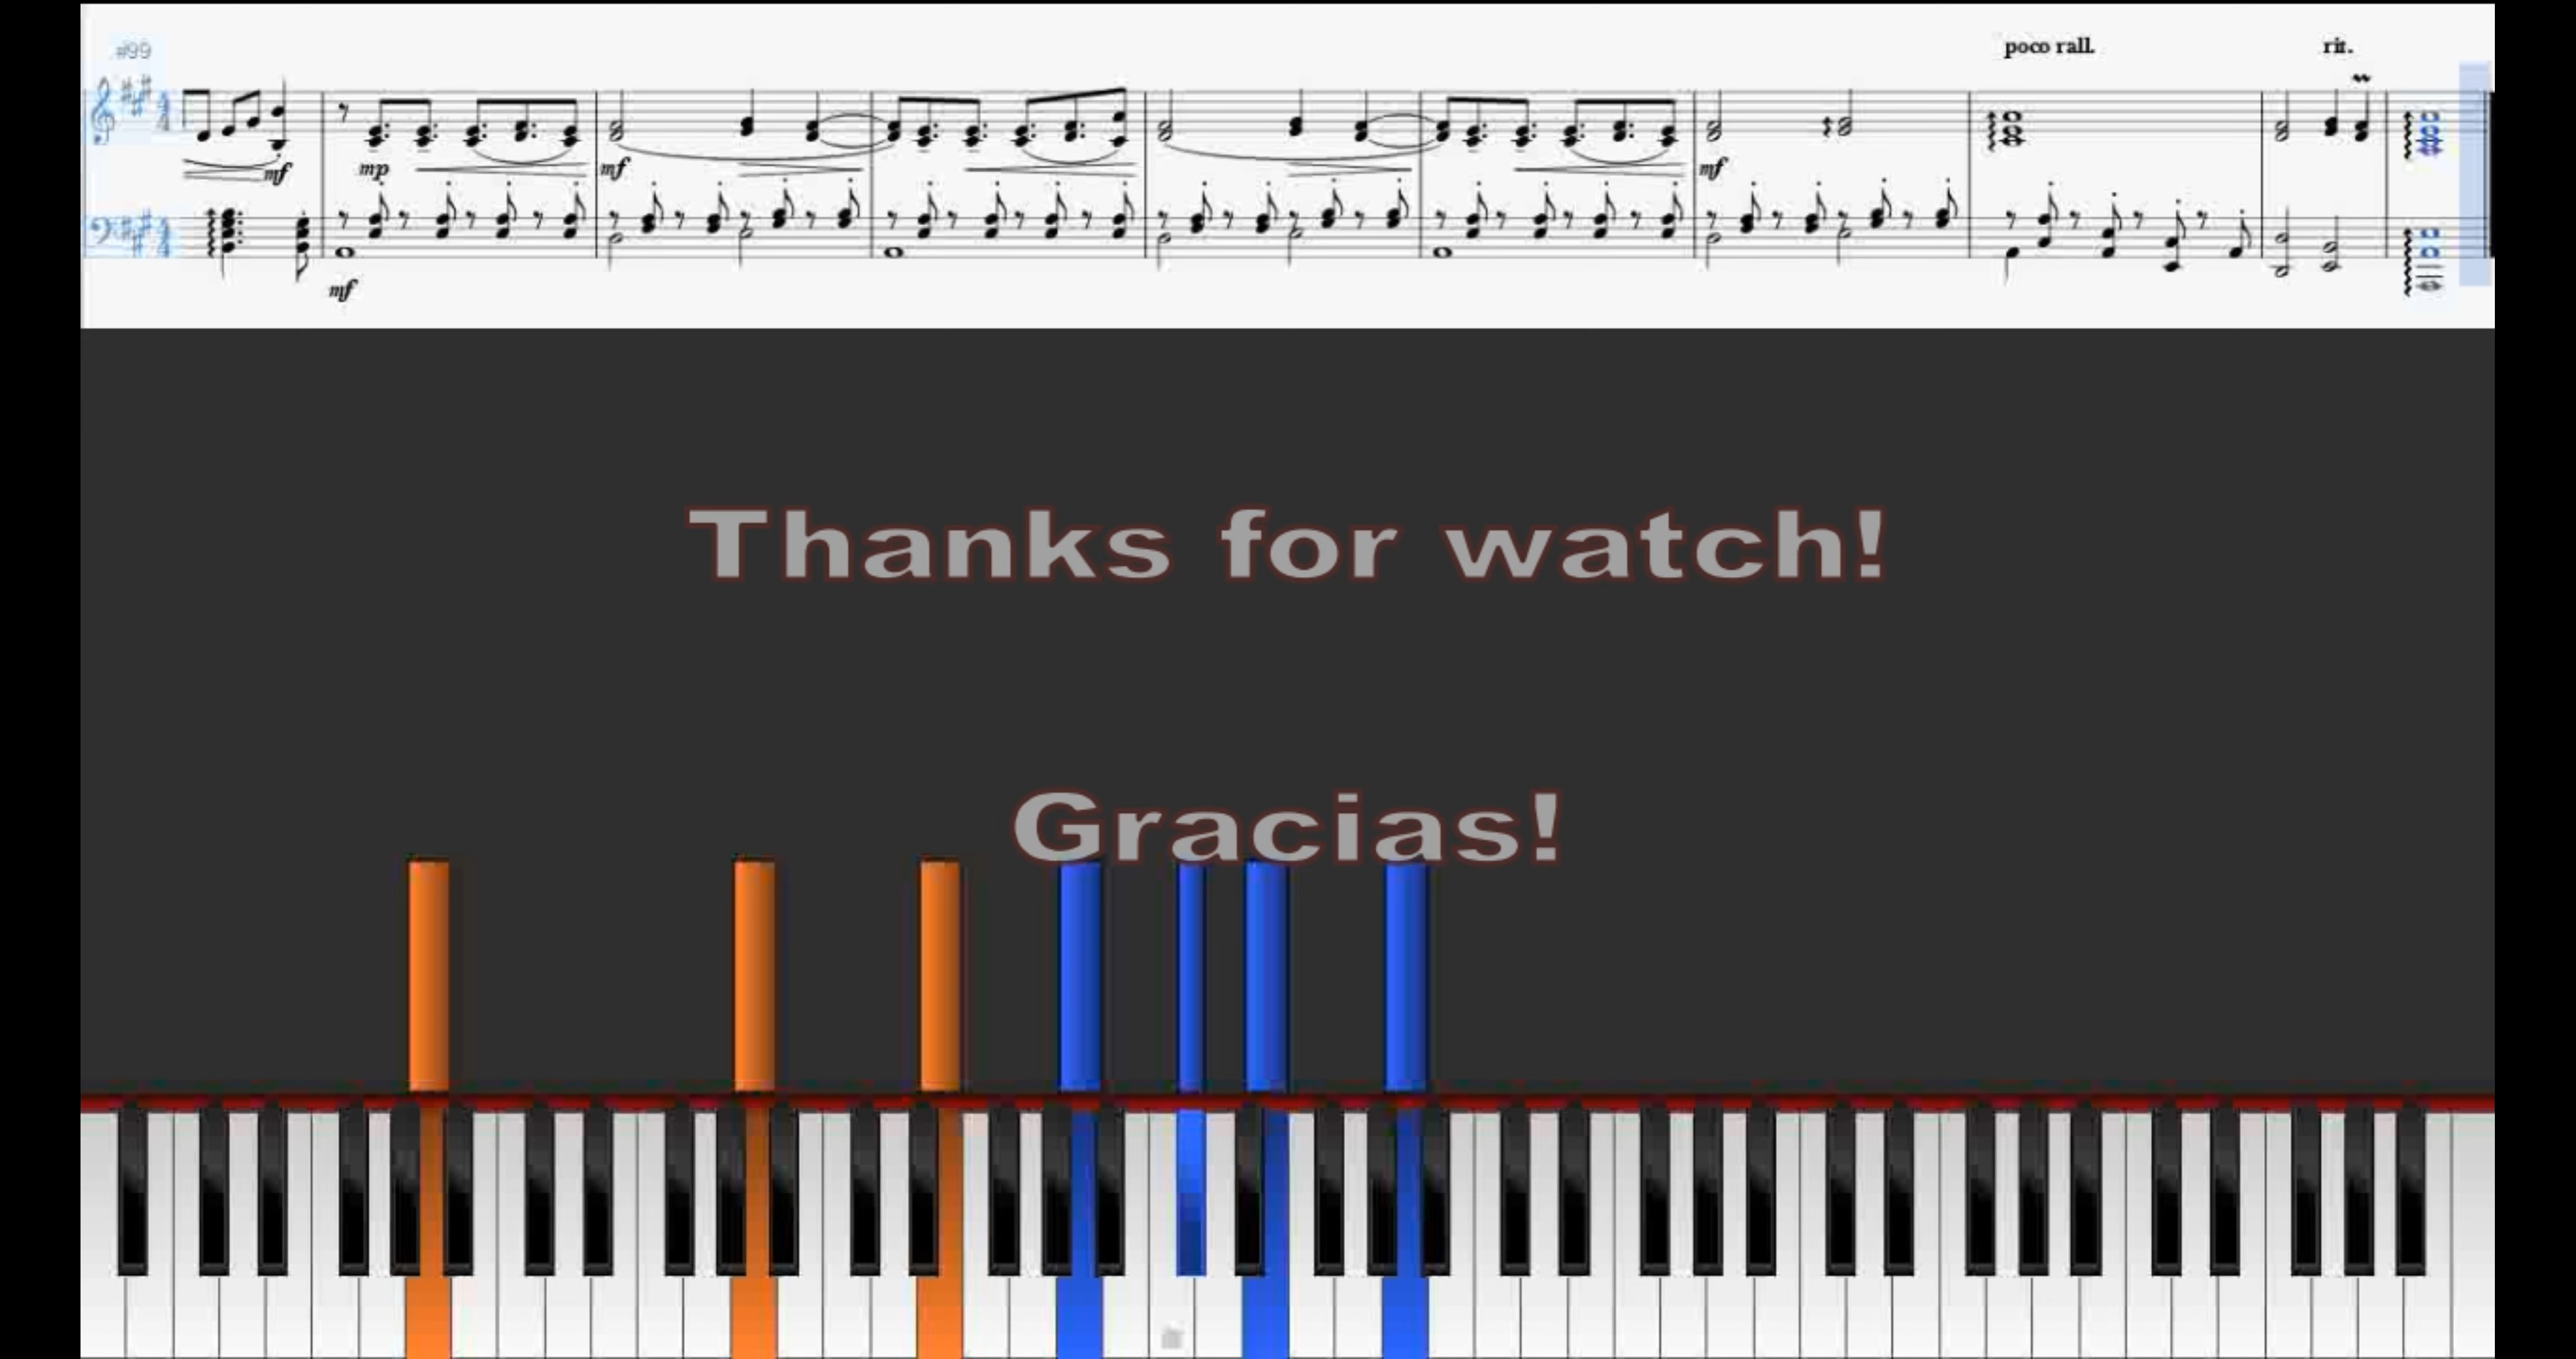 #99
poco rall.
rit.
mf
mp
mf
mf
mf
Thanks for watch!
Gracias!